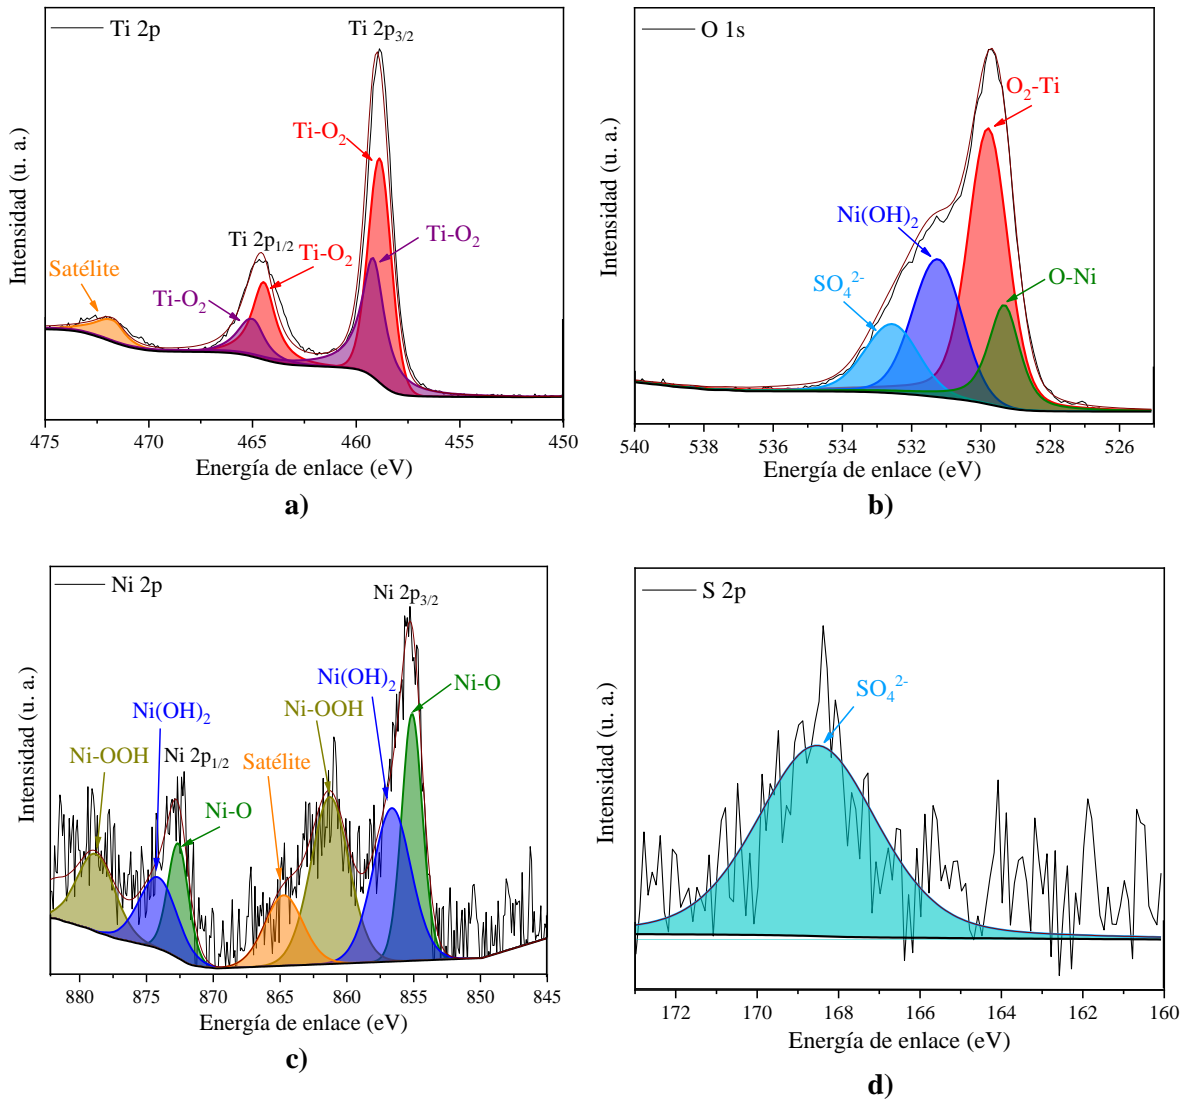 Ti 2p
Ti 2p3/2
Ti-O2
Ti-O2
Ti 2p1/2
Ti-O2
Satélite
Ti-O2
Intensidad (u. a.)
475 470 465 460 455 450
Energía de enlace (eV)
a)
O 1s
O2-Ti
Ni(OH)2
SO4 2-
O-Ni
Intensidad (u. a.)
540 538 536 534 532 530 528 526
Energía de enlace (eV)
b)
Ni 2p
Ni 2p3/2
Ni(OH)2
Ni-O
Ni-OOH
Ni(OH)2
Ni-OOH
Ni 2p1/2
Satélite
Ni-O
Intensidad (u. a.)
880 875 870 865 860 855 850 845
Energía de enlace (eV)
c)
S 2p
SO4 2-
Intensidad (u. a.)
172 170 168 166 164 162 160
Energía de enlace (eV)
d)